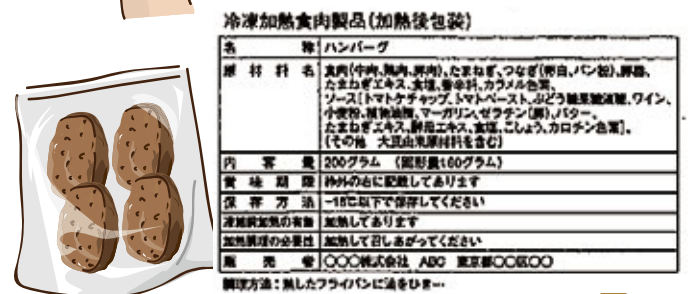 冷凍加熱食肉製品(加熱後包装)
名 称 ハンバーグ
原 材 料 名 食肉(牛肉、鶏肉、豚肉)、たまねぎ、つなぎ(卵白、パン粉)、豚脂、
たまねぎエキス、食塩、香辛料、カラメル色素、
ソース[トマトケチャップ、トマトペースト、ぶどう糖果糖液糖、ワイン、
小麦粉、植物油脂、マーガリン、ゼラチン(豚)、バター、
たまねぎエキス、酵母エキス、食塩、こしょう、カロチン色素]、
(その他 大豆由来原材料を含む)
内 容 量 200グラム (固形量160グラム)
賞 味 期 限 枠外の右に記載してあります
保 存 方 法 -18℃以下で保存してください
凍結前加熱の有無 加熱してあります
加熱調理の必要性 加熱して召しあがってください
販 売 者 〇〇〇株式会社 ABC 東京都〇〇区〇〇
調理方法:熱したフライパンに油をひき…